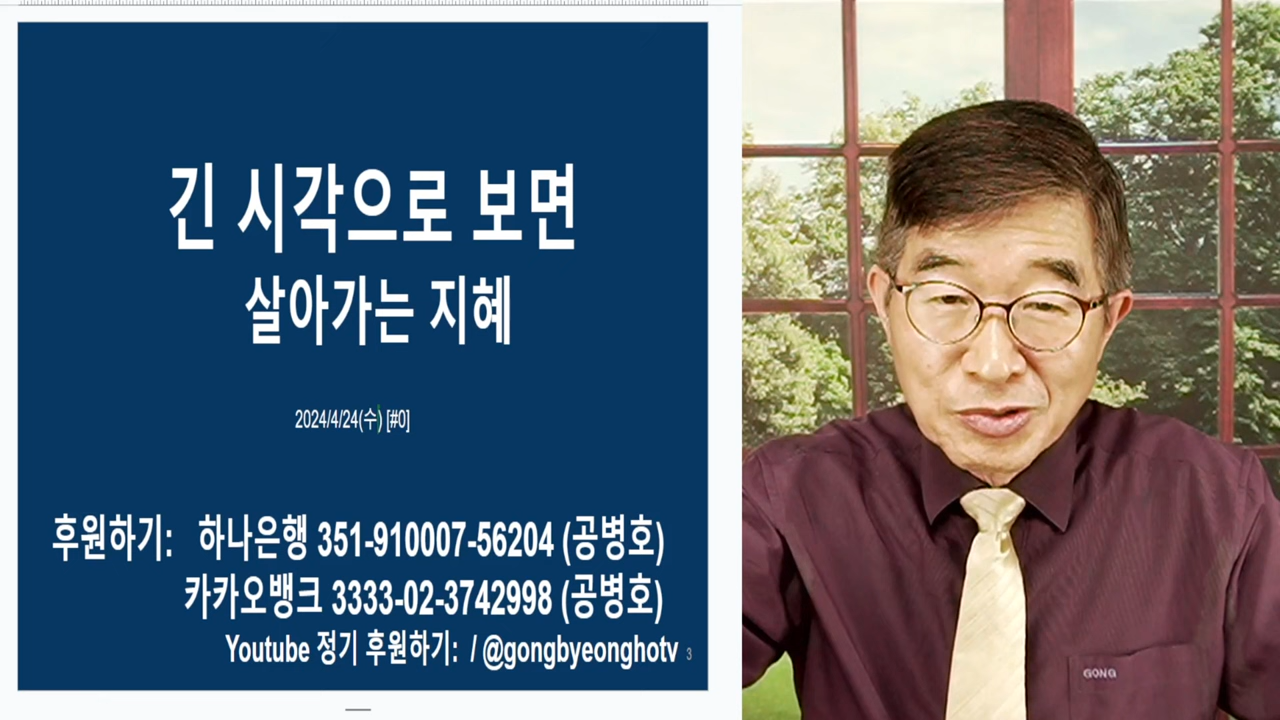 긴 시각으로 보면
살아가는 지혜
2024/4/24(수) [#0]
후원하기: 하나은행 351-910007-56204 (공병호)
카카오뱅크 3333-02-3742998 (공병호)
Youtube 정기 후원하기: / @gongbyeonghotv 3
GONG